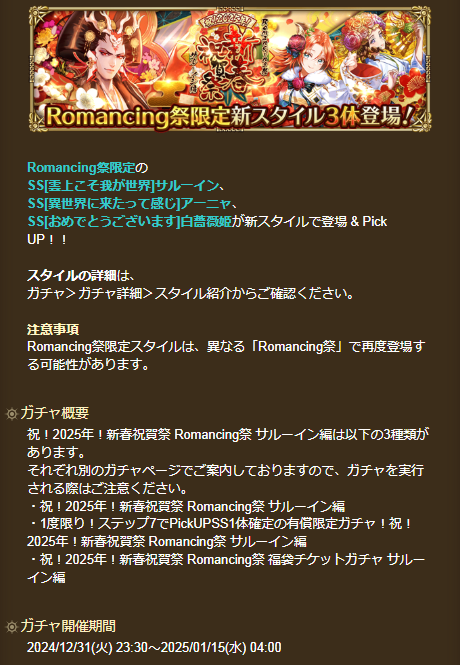 新春祝賀祭
Romancing祭限定新スタイル3体登場!
Romancing祭限定の
SS[雲上こそ我が世界]サルーイン、
SS[異世界に来たって感じ]アーニャ、
SS[おめでとうございます]白薔薇姫が新スタイルで登場 & Pick
UP！！
スタイルの詳細は、
ガチャ＞ガチャ詳細＞スタイル紹介からご確認ください。
注意事項
Romancing祭限定スタイルは、異なる「Romancing祭」で再度登場す
る可能性があります。
ガチャ概要
祝！2025年！新春祝賀祭 Romancing祭 サルーイン編は以下の3種類が
あります。
それぞれ別のガチャページでご案内しておりますので、ガチャを実行
される際はご注意ください。
・祝！2025年！新春祝賀祭 Romancing祭 サルーイン編
・1度限り！ステップ7でPickUPSS1体確定の有償限定ガチャ！祝！
2025年！新春祝賀祭 Romancing祭 サルーイン編
・祝！2025年！新春祝賀祭 Romancing祭 福袋チケットガチャ サルー
イン編
ガチャ開催期間
2024/12/31(火) 23:30～2025/01/15(水) 04:00